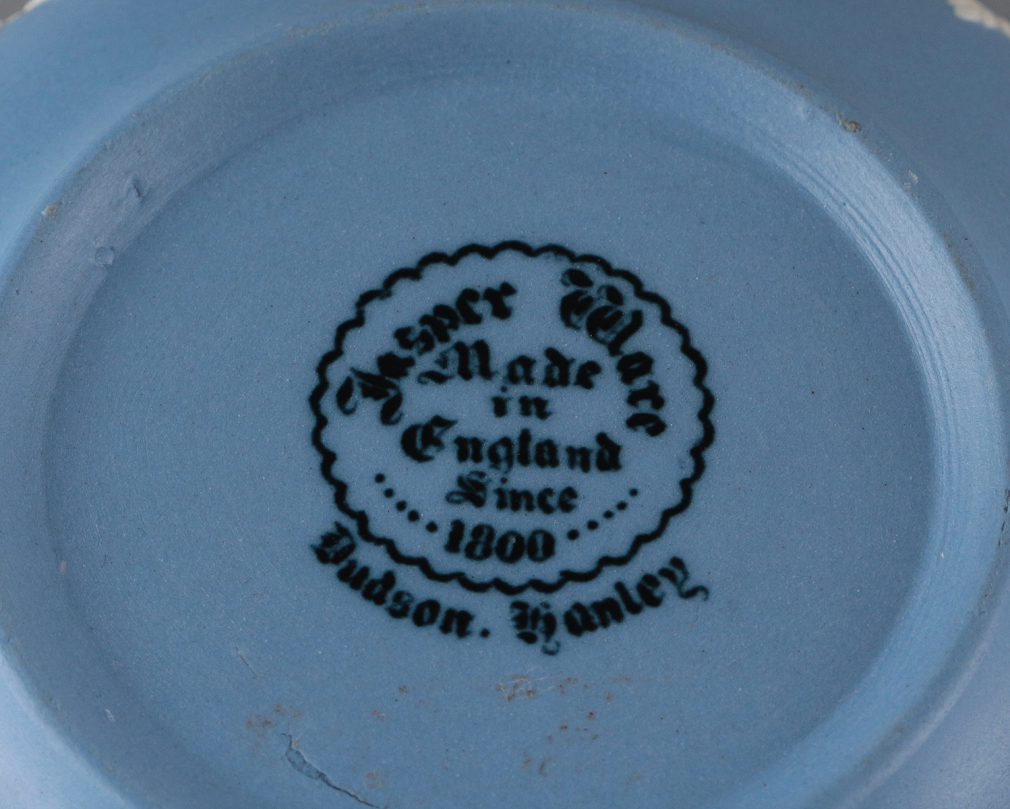 Jasper Ware
Made
in
England
Since
1800
Dudson. Hanley